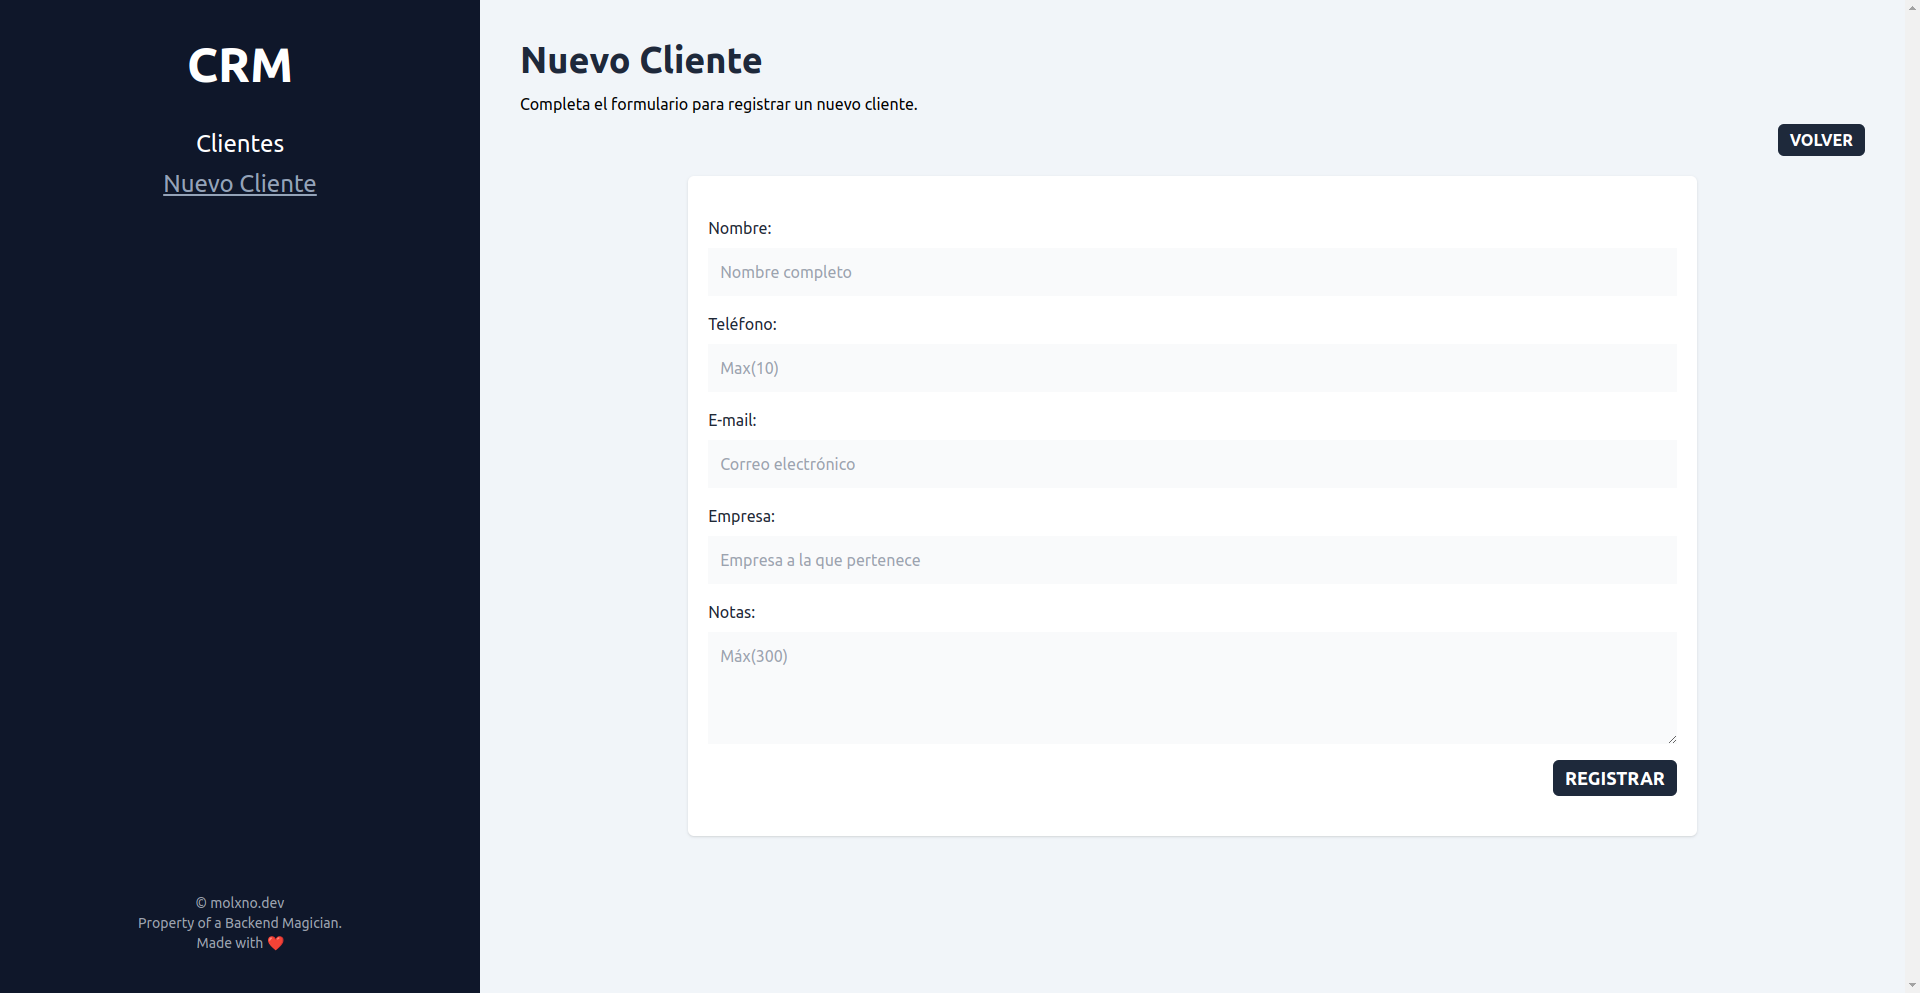 CRM
Clientes
Nuevo Cliente
© molxno.dev
Property of a Backend Magician.
Made with ❤️
Nuevo Cliente
Completa el formulario para registrar un nuevo cliente.
VOLVER
Nombre:
Nombre completo
Teléfono:
Max(10)
E-mail:
Correo electrónico
Empresa:
Empresa a la que pertenece
Notas:
Máx(300)
REGISTRAR